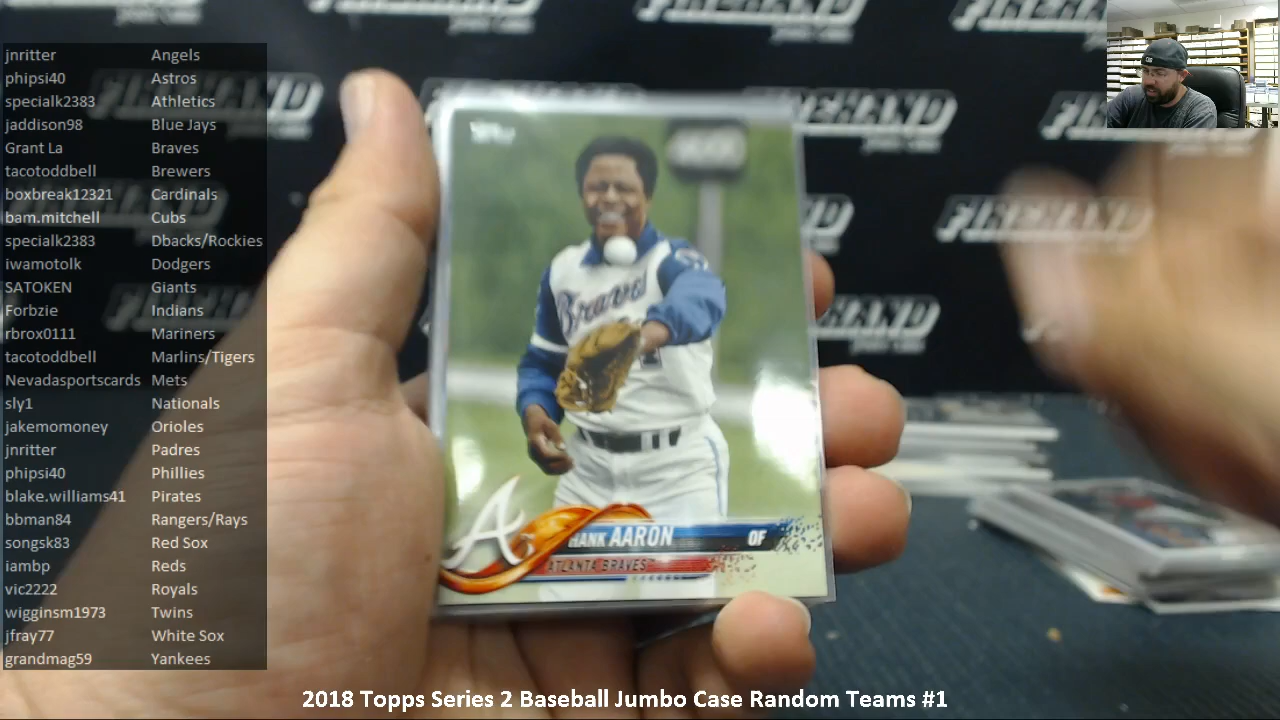 jnritter Angels
phipsi40 Astros
specialk2383 Athletics
jaddison98 Blue Jays
Grant La Braves
tacotoddbell Brewers
boxbreak12321 Cardinals
bam.mitchell Cubs
specialk2383 Dbacks/Rockies
iwamotolk Dodgers
SATOKEN Giants
Forbzie Indians
rbrox0111 Mariners
tacotoddbell Marlins/Tigers
Nevadasportscards Mets
sly1 Nationals
jakemomoney Orioles
jnritter Padres
phipsi40 Phillies
blake.williams41 Pirates
bbman84 Rangers/Rays
songsk83 Red Sox
iambp Reds
vic2222 Royals
wigginsm1973 Twins
jfray77 White Sox
grandmag59 Yankees
FIREHAND
FIREHAND
FIREHAND
Braves
A
HANK AARON OF
ATLANTA BRAVES
2018 Topps Series 2 Baseball Jumbo Case Random Teams #1